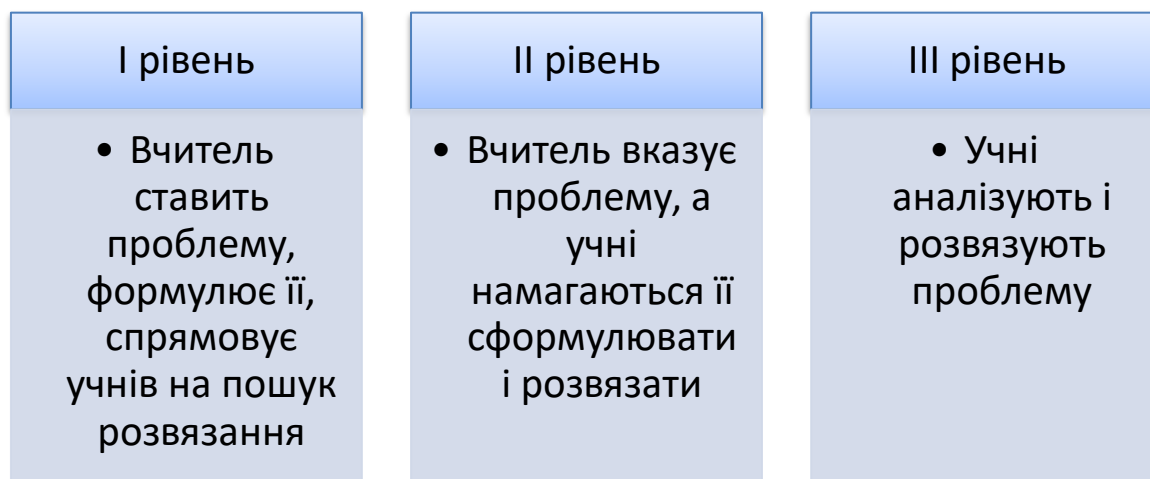 І рівень
• Вчитель
ставить
проблему,
формулює її,
спрямовує
учнів на пошук
розвязання
ІІ рівень
• Вчитель вказує
проблему, а
учні
намагаються її
сформулювати
і розвязати
ІІІ рівень
• Учні
аналізують і
розвязують
проблему